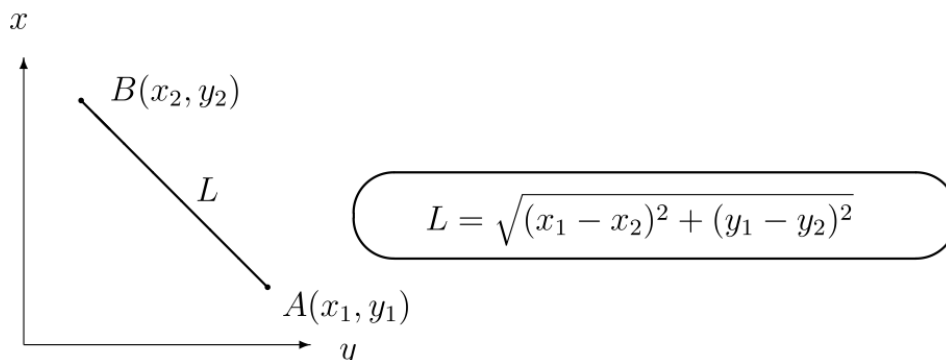 x
B(x₂, y₂)
L
L = √(x₁ − x₂)² + (y₁ − y₂)²
A(x₁, y₁)
y